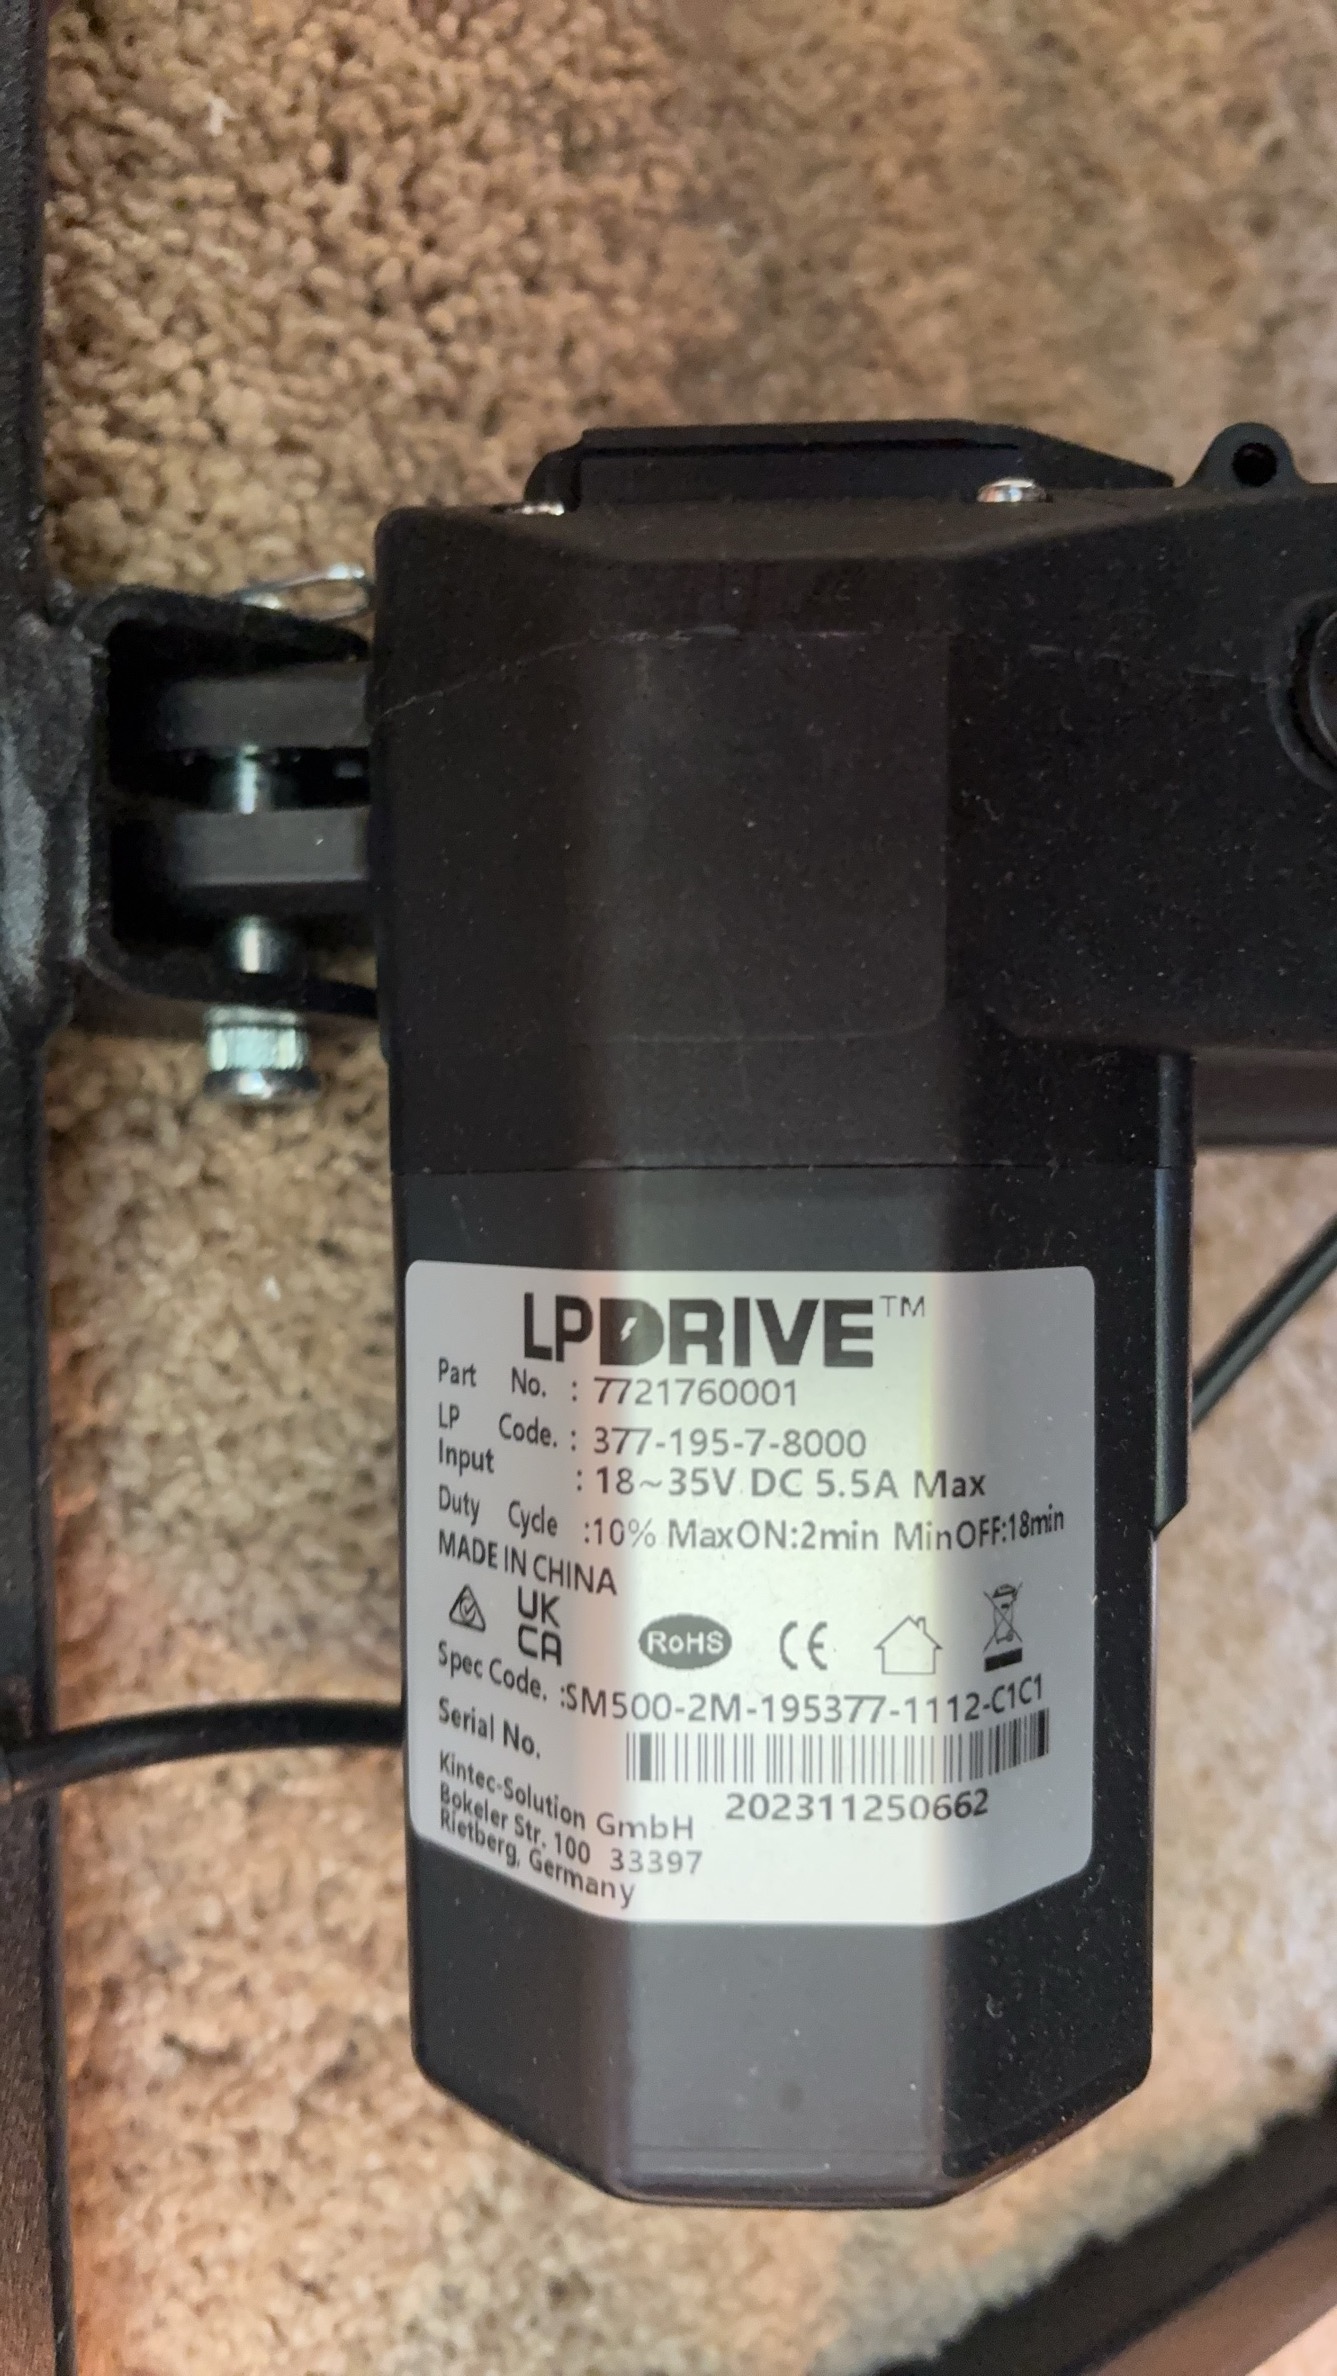 LPDRIVE™
Part No. : 7721760001
LP Code. : 377-195-7-8000
Input : 18~35V DC 5.5A Max
Duty Cycle :10% MaxON:2min MinOFF:18min
MADE IN CHINA
UK
CA
RoHS
CE
Spec Code. :SM500-2M-195377-1112-C1C1
Serial No.
202311250662
Kintec-Solution GmbH
Bokeler Str. 100 33397
Rietberg, Germany